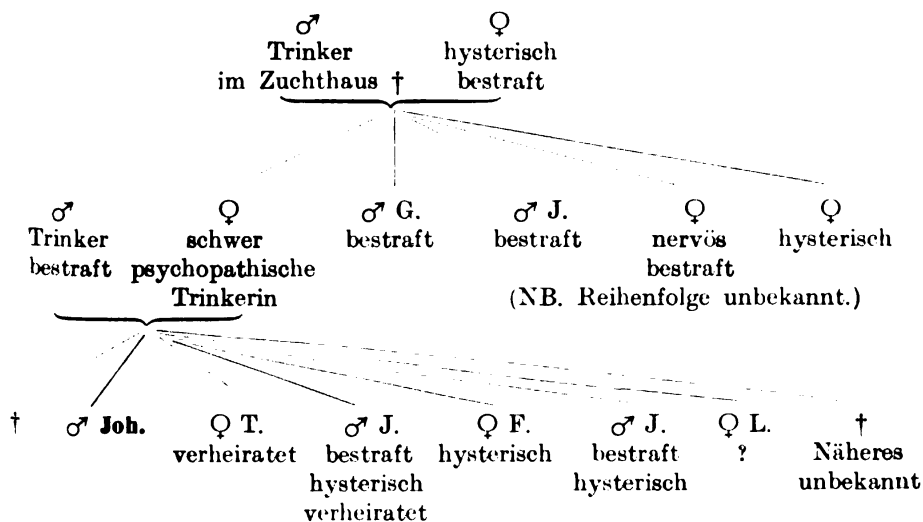 ♂ ♀
Trinker hysterisch
im Zuchthaus † bestraft
♂ ♀ ♂ G. ♂ J. ♀ ♀
Trinker schwer bestraft bestraft nervös hysterisch
bestraft psychopathische bestraft
Trinkerin (NB. Reihenfolge unbekannt.)
† ♂ Joh. ♀ T. ♂ J. ♀ F. ♂ J. ♀ L. †
verheiratet bestraft hysterisch bestraft ? Näheres
hysterisch hysterisch unbekannt
verheiratet